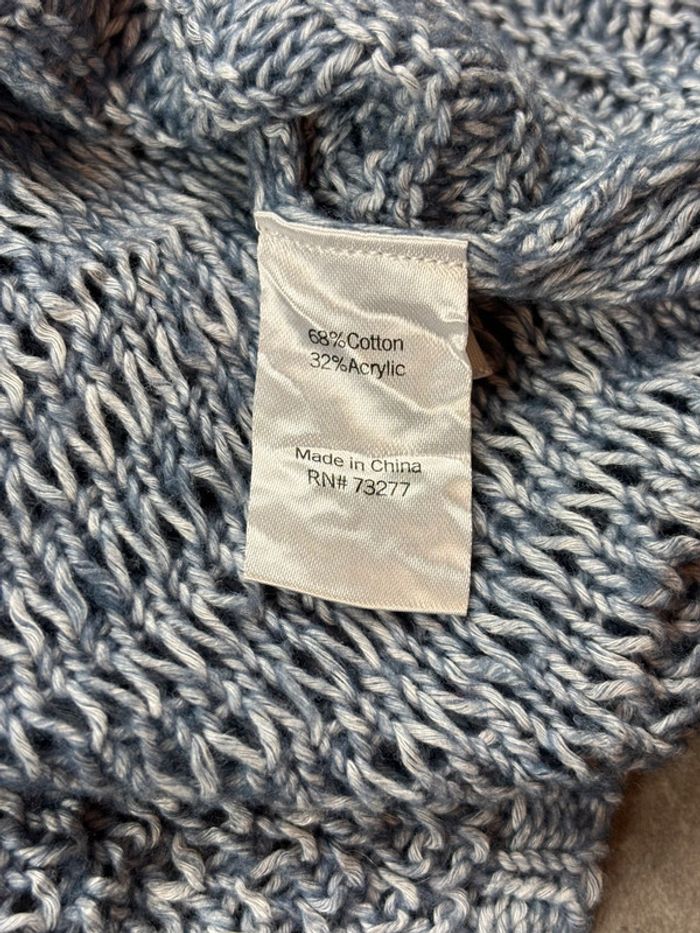 68%Cotton
32%Acrylic
Made in China
RN# 73277